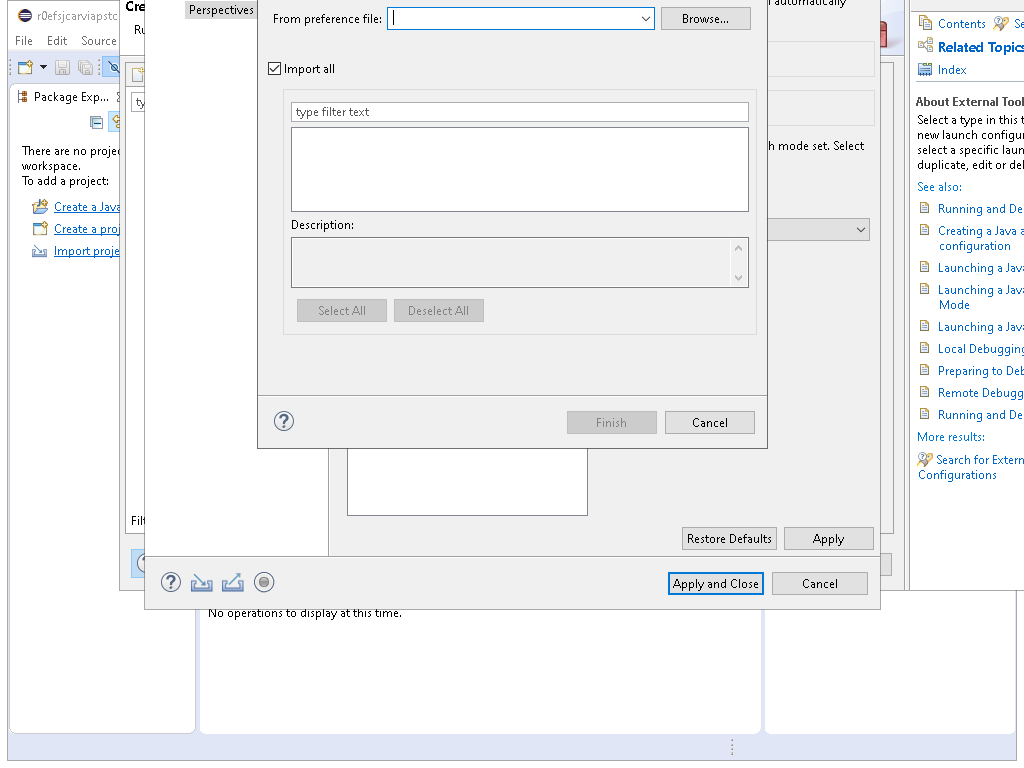 r0efsjcarviapstc
File Edit Source
Package Exp...
There are no proje
workspace.
To add a project:
Create a Java
Create a proj
Import proje
Cre
Ru
ty
Filt
Perspectives
From preference file:
Browse...
Import all
type filter text
Description:
Select All
Deselect All
Finish
Cancel
automatically
h mode set. Select
Restore Defaults
Apply
Apply and Close
Cancel
No operations to display at this time.
Contents
Se
Related Topics
Index
About External Tool
Select a type in this t
new launch configu
select a specific laun
duplicate, edit or del
See also:
Running and De
Creating a Java a
configuration
Launching a Java
Launching a Java
Mode
Launching a Java
Local Debugging
Preparing to Deb
Remote Debugg
Running and De
More results:
Search for Extern
Configurations